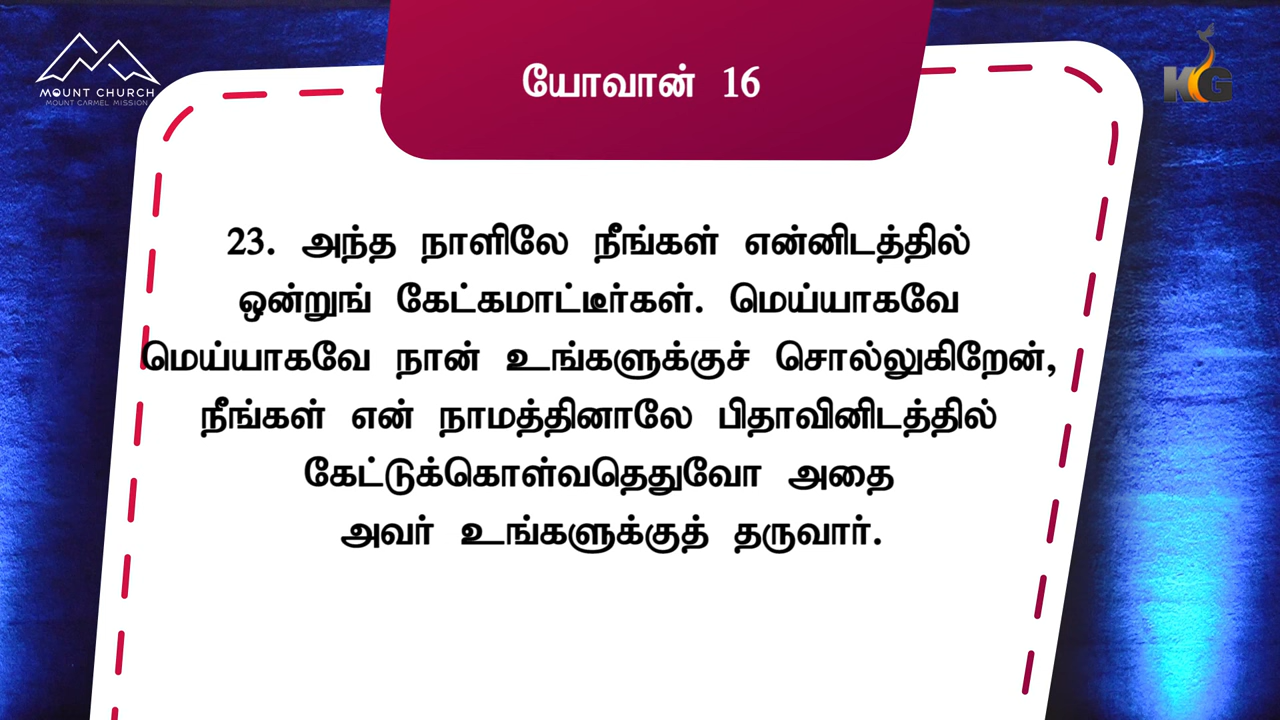 MOUNT CHURCH
MOUNT CARMEL MISSION
யோவான் 16
KG
23. அந்த நாளிலே நீங்கள் என்னிடத்தில்
ஒன்றுங் கேட்கமாட்டீர்கள். மெய்யாகவே
மெய்யாகவே நான் உங்களுக்குச் சொல்லுகிறேன்,
நீங்கள் என் நாமத்தினாலே பிதாவினிடத்தில்
கேட்டுக்கொள்வதெதுவோ அதை
அவர் உங்களுக்குத் தருவார்.